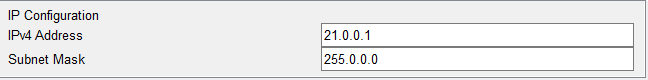 IP Configuration
IPv4 Address 21.0.0.1
Subnet Mask 255.0.0.0